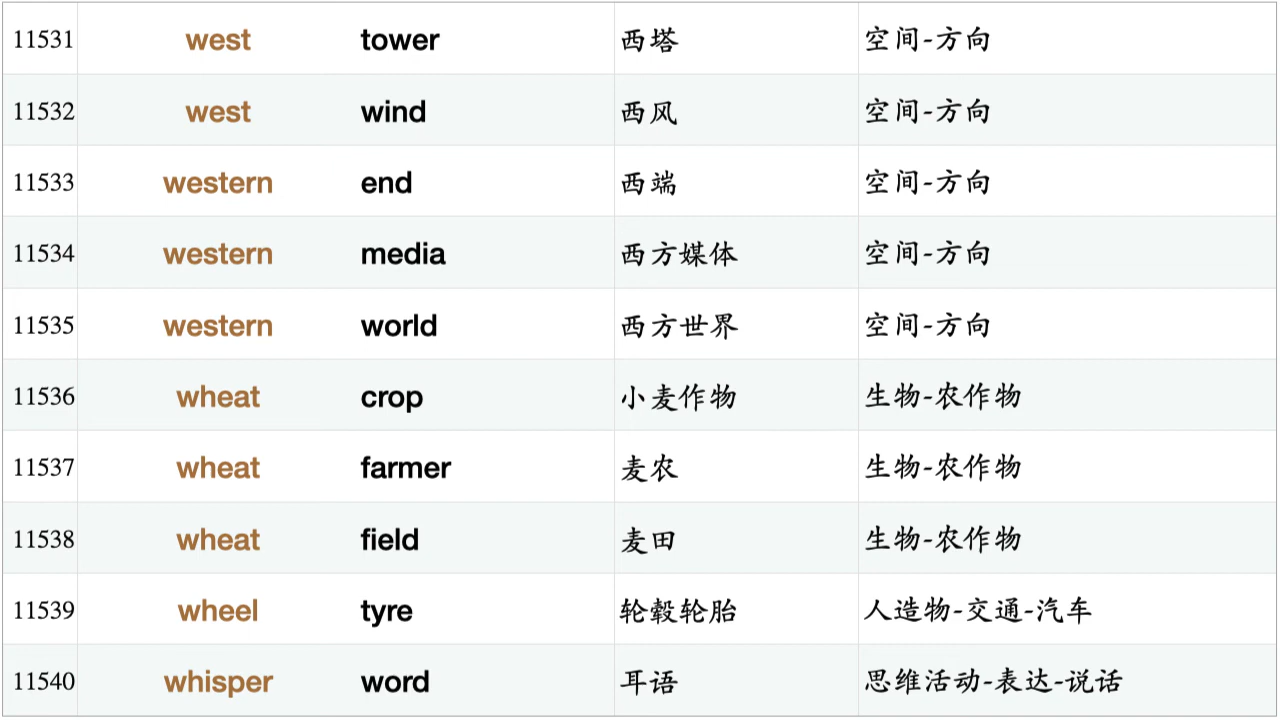 11531 west tower 西塔 空间-方向
11532 west wind 西风 空间-方向
11533 western end 西端 空间-方向
11534 western media 西方媒体 空间-方向
11535 western world 西方世界 空间-方向
11536 wheat crop 小麦作物 生物-农作物
11537 wheat farmer 麦农 生物-农作物
11538 wheat field 麦田 生物-农作物
11539 wheel tyre 轮毂轮胎 人造物-交通-汽车
11540 whisper word 耳语 思维活动-表达-说话